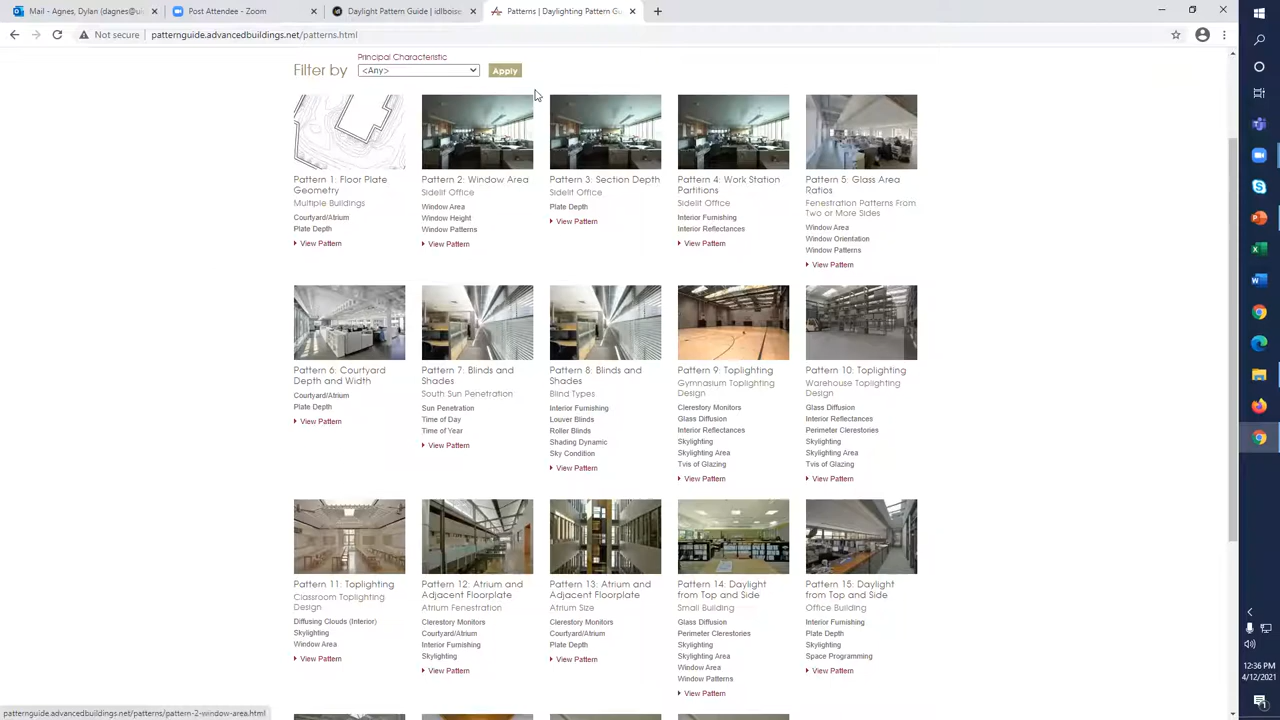 Mail - Agnes, Dylan (dagnes@uid
Post Attendee - Zoom
Daylighting Pattern Guide | idlboise
Patterns | Daylighting Pattern Gu
Not secure | patternguide.advancedbuildings.net/patterns.html
Principal Characteristic
Filter by
<Any>
Apply
Pattern 1: Floor Plate
Geometry
Multiple Buildings
Courtyard/Atrium
Plate Depth
View Pattern
Pattern 2: Window Area
Sidelit Office
Window Area
Window Height
Window Patterns
View Pattern
Pattern 3: Section Depth
Sidelit Office
Plate Depth
View Pattern
Pattern 4: Work Station
Partitions
Sidelit Office
Interior Furnishing
Interior Reflectances
View Pattern
Pattern 5: Glass Area
Ratios
Fenestration Patterns From
Two or More Sides
Window Area
Window Orientation
Window Patterns
View Pattern
Pattern 6: Courtyard
Depth and Width
Courtyard/Atrium
Plate Depth
View Pattern
Pattern 7: Blinds and
Shades
South Sun Penetration
Sun Penetration
Time of Day
Time of Year
View Pattern
Pattern 8: Blinds and
Shades
Blind Types
Interior Furnishing
Louver Blinds
Roller Blinds
Shading Dynamic
Sky Condition
View Pattern
Pattern 9: Toplighting
Gymnasium Toplighting
Design
Clerestory Monitors
Glass Diffusion
Interior Reflectances
Skylighting
Skylighting Area
Tvis of Glazing
View Pattern
Pattern 10: Toplighting
Warehouse Toplighting
Design
Glass Diffusion
Interior Reflectances
Perimeter Clerestories
Skylighting
Skylighting Area
Tvis of Glazing
View Pattern
Pattern 11: Toplighting
Classroom Toplighting
Design
Diffusing Clouds (Interior)
Skylighting
Window Area
View Pattern
Pattern 12: Atrium and
Adjacent Floorplate
Atrium Fenestration
Clerestory Monitors
Courtyard/Atrium
Interior Furnishing
Skylighting
View Pattern
Pattern 13: Atrium and
Adjacent Floorplate
Atrium Size
Clerestory Monitors
Courtyard/Atrium
Plate Depth
View Pattern
Pattern 14: Daylight
from Top and Side
Small Building
Glass Diffusion
Perimeter Clerestories
Skylighting
Skylighting Area
Window Area
Window Patterns
View Pattern
Pattern 15: Daylight
from Top and Side
Office Building
Interior Furnishing
Plate Depth
Skylighting
Space Programming
View Pattern
patternguide.advancedbuildings.net/patterns/pattern-2-window-area.html
12:36 PM
4/12/2021